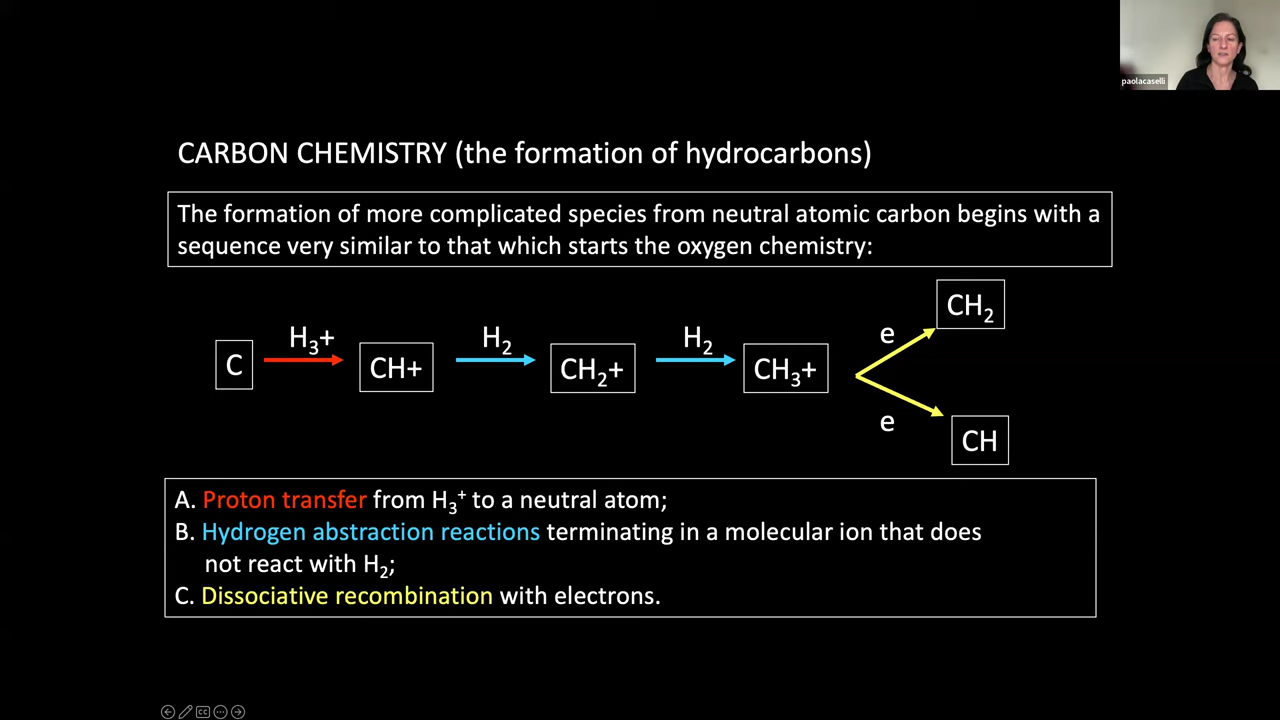 paolacaselli
CARBON CHEMISTRY (the formation of hydrocarbons)
The formation of more complicated species from neutral atomic carbon begins with a
sequence very similar to that which starts the oxygen chemistry:
C H₃+ CH+ H₂ CH₂+ H₂ CH₃+ e CH₂
e CH
A. Proton transfer from H₃⁺ to a neutral atom;
B. Hydrogen abstraction reactions terminating in a molecular ion that does
not react with H₂;
C. Dissociative recombination with electrons.
CC